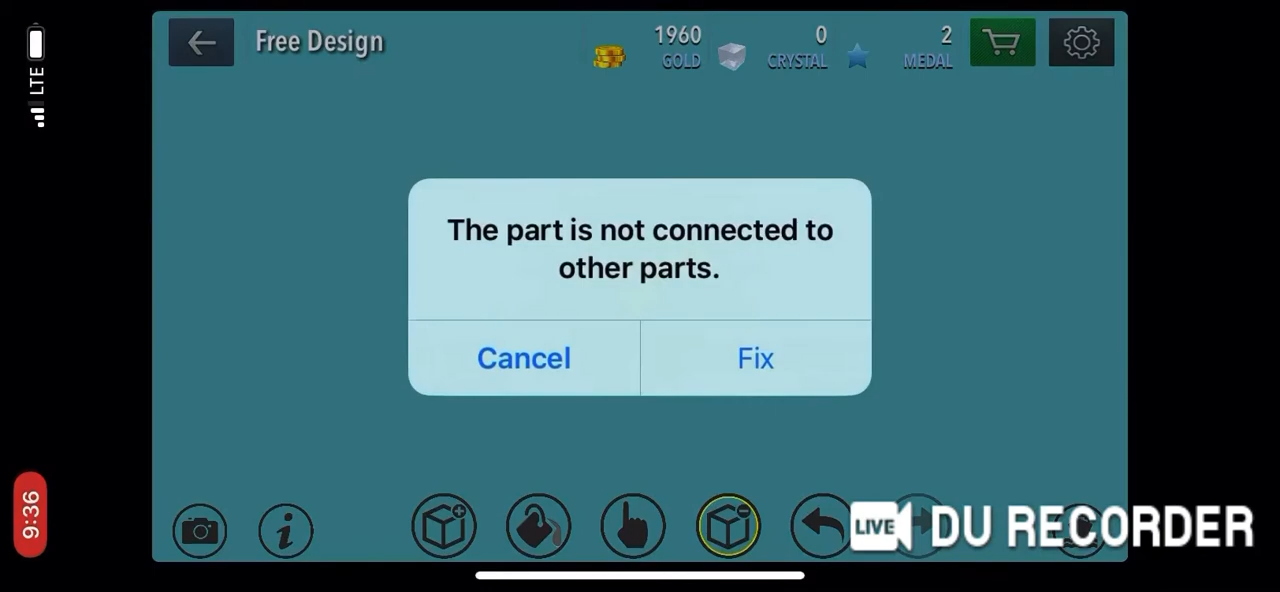 LTE
9:36
Free Design
1960
GOLD
0
CRYSTAL
2
MEDAL
The part is not connected to
other parts.
Cancel
Fix
i
LIVE
DU RECORDER